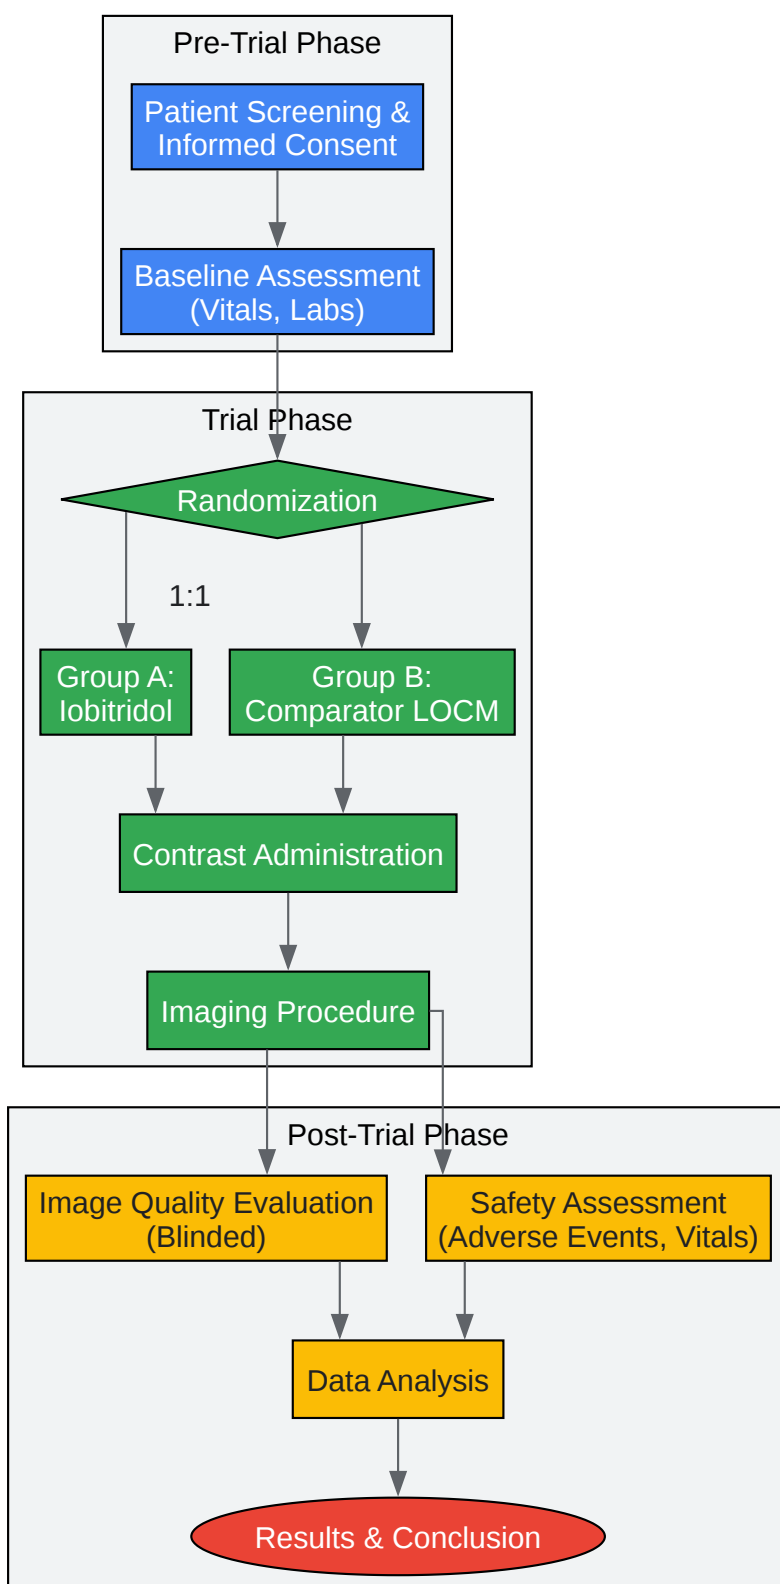 Pre-Trial Phase
Patient Screening &
Informed Consent
Baseline Assessment
(Vitals, Labs)
Trial Phase
Randomization
1:1
Group A:
Iobitridol
Group B:
Comparator LOCM
Contrast Administration
Imaging Procedure
Post-Trial Phase
Image Quality Evaluation
(Blinded)
Safety Assessment
(Adverse Events, Vitals)
Data Analysis
Results & Conclusion